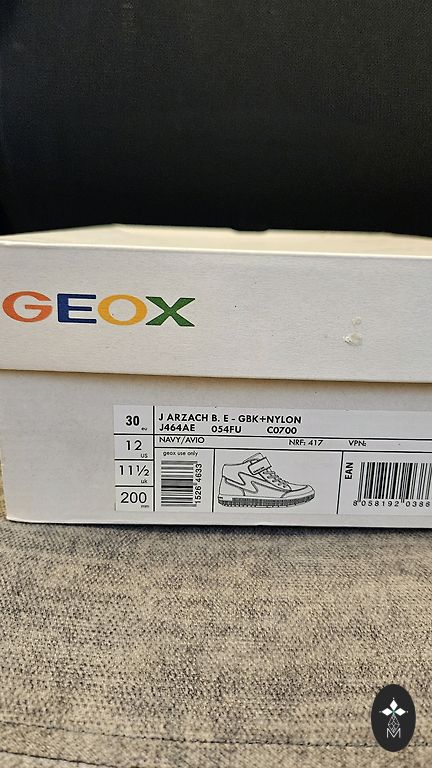 GEOX
30 eu
12 us
11½ uk
200 mm
J ARZACH B. E - GBK+NYLON
J464AE 054FU C0700
NAVY/AVIO NRF: 417 VPN:
geox use only
1526 4633
EAN
8 058192 0386
M